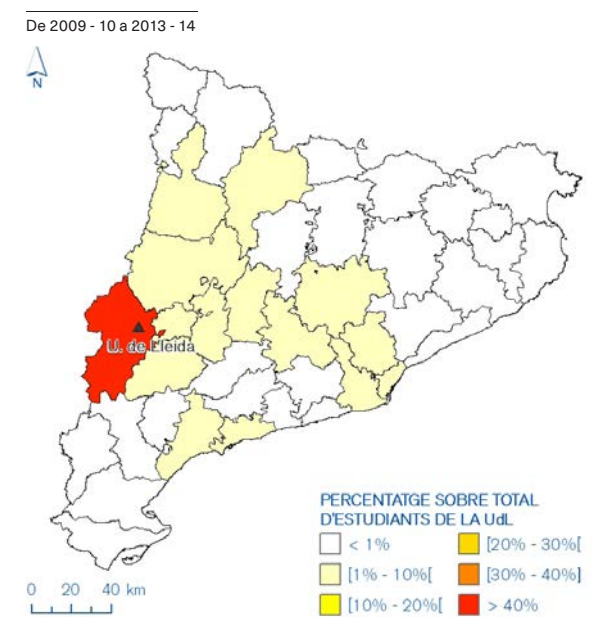 De 2009 - 10 a 2013 - 14
N
U. de Lleida
PERCENTATGE SOBRE TOTAL
D'ESTUDIANTS DE LA UdL
< 1% [20% - 30%[
[1% - 10%[ [30% - 40%]
[10% - 20%[ > 40%
0 20 40 km